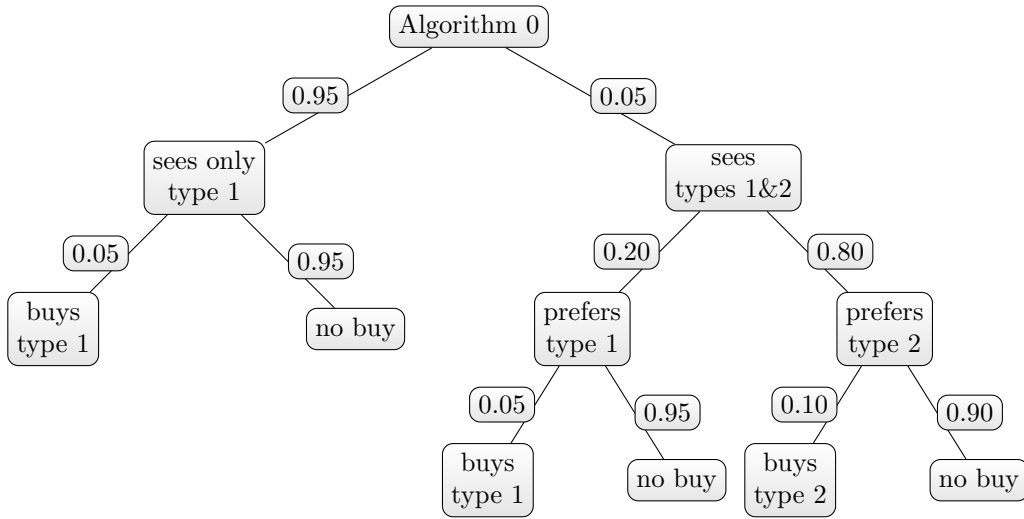 Algorithm 0
0.95
0.05
sees only
type 1
sees
types 1&2
0.05
0.95
0.20
0.80
buys
type 1
no buy
prefers
type 1
prefers
type 2
0.05
0.95
0.10
0.90
buys
type 1
no buy
buys
type 2
no buy